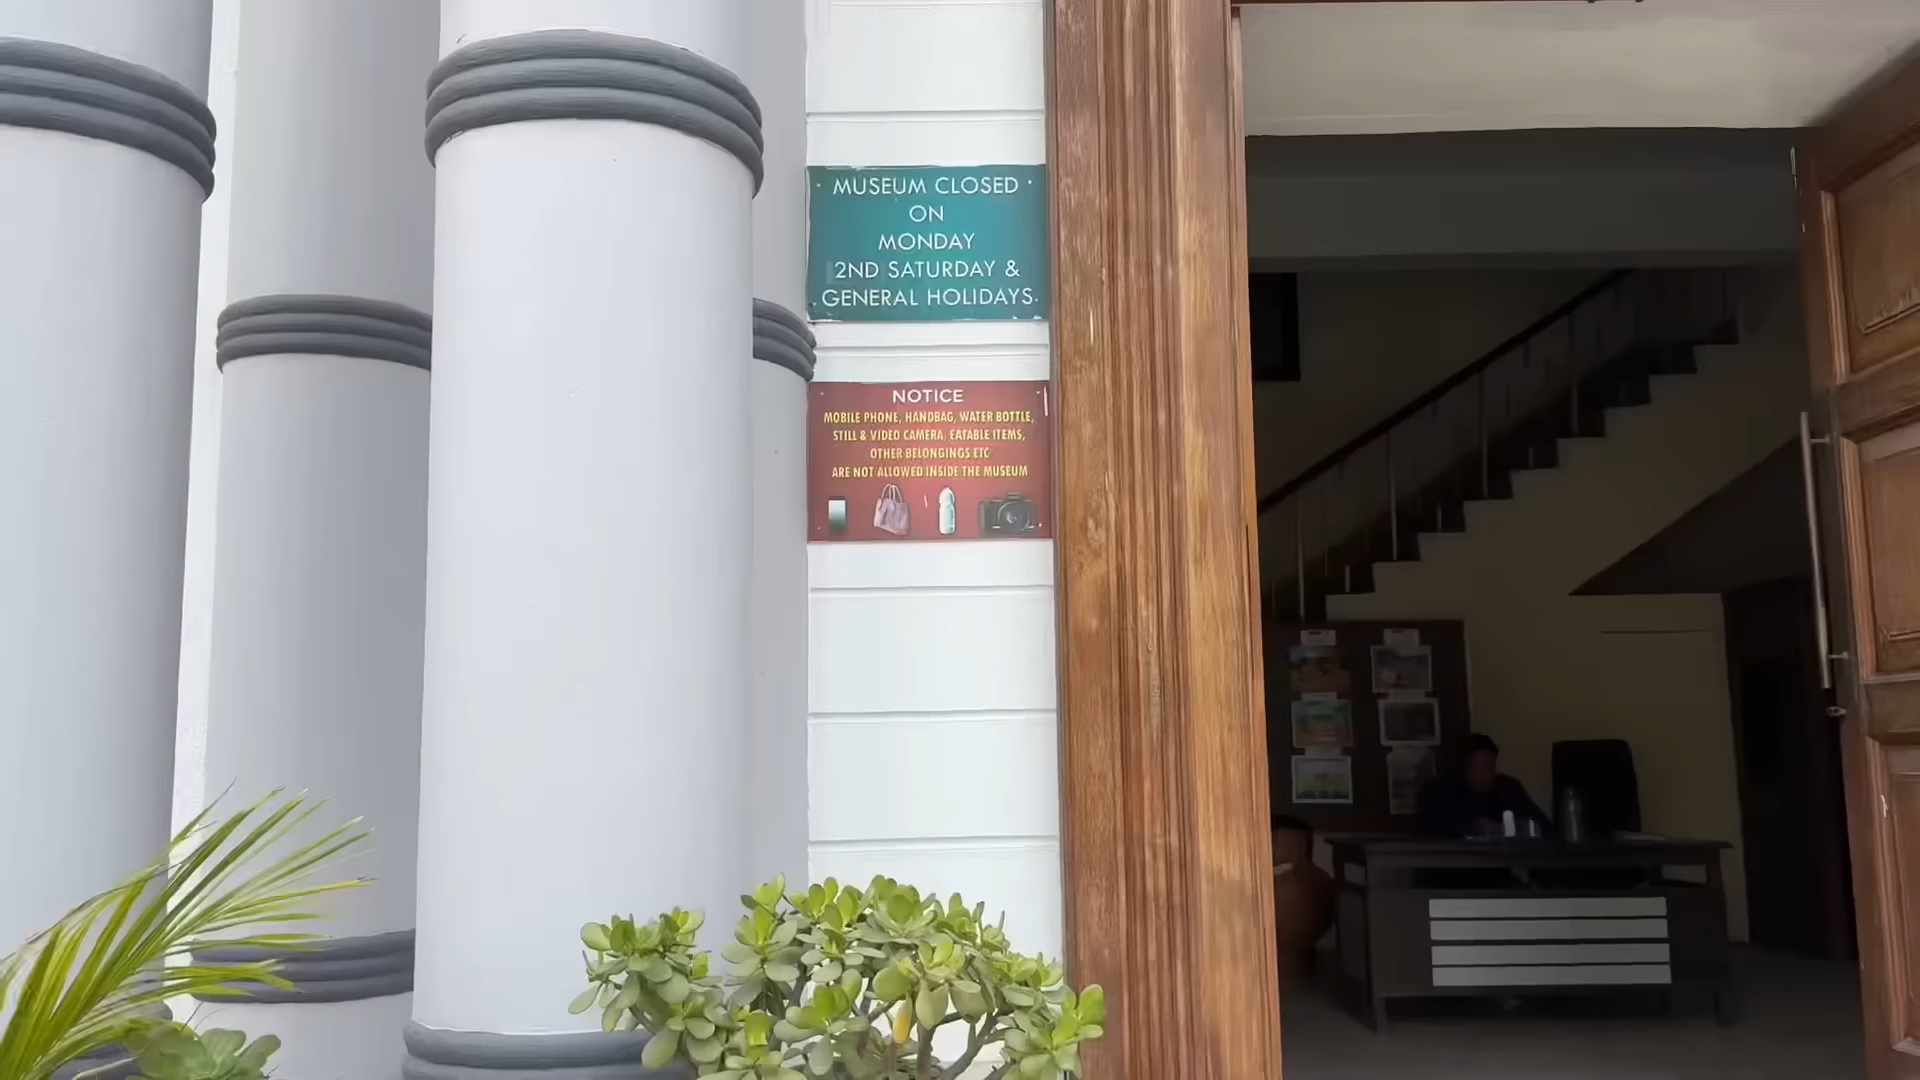 MUSEUM CLOSED
ON
MONDAY
2ND SATURDAY &
GENERAL HOLIDAYS
NOTICE
MOBILE PHONE, HANDBAG, WATER BOTTLE,
STILL & VIDEO CAMERA, EATABLE ITEMS,
OTHER BELONGINGS ETC
ARE NOT ALLOWED INSIDE THE MUSEUM